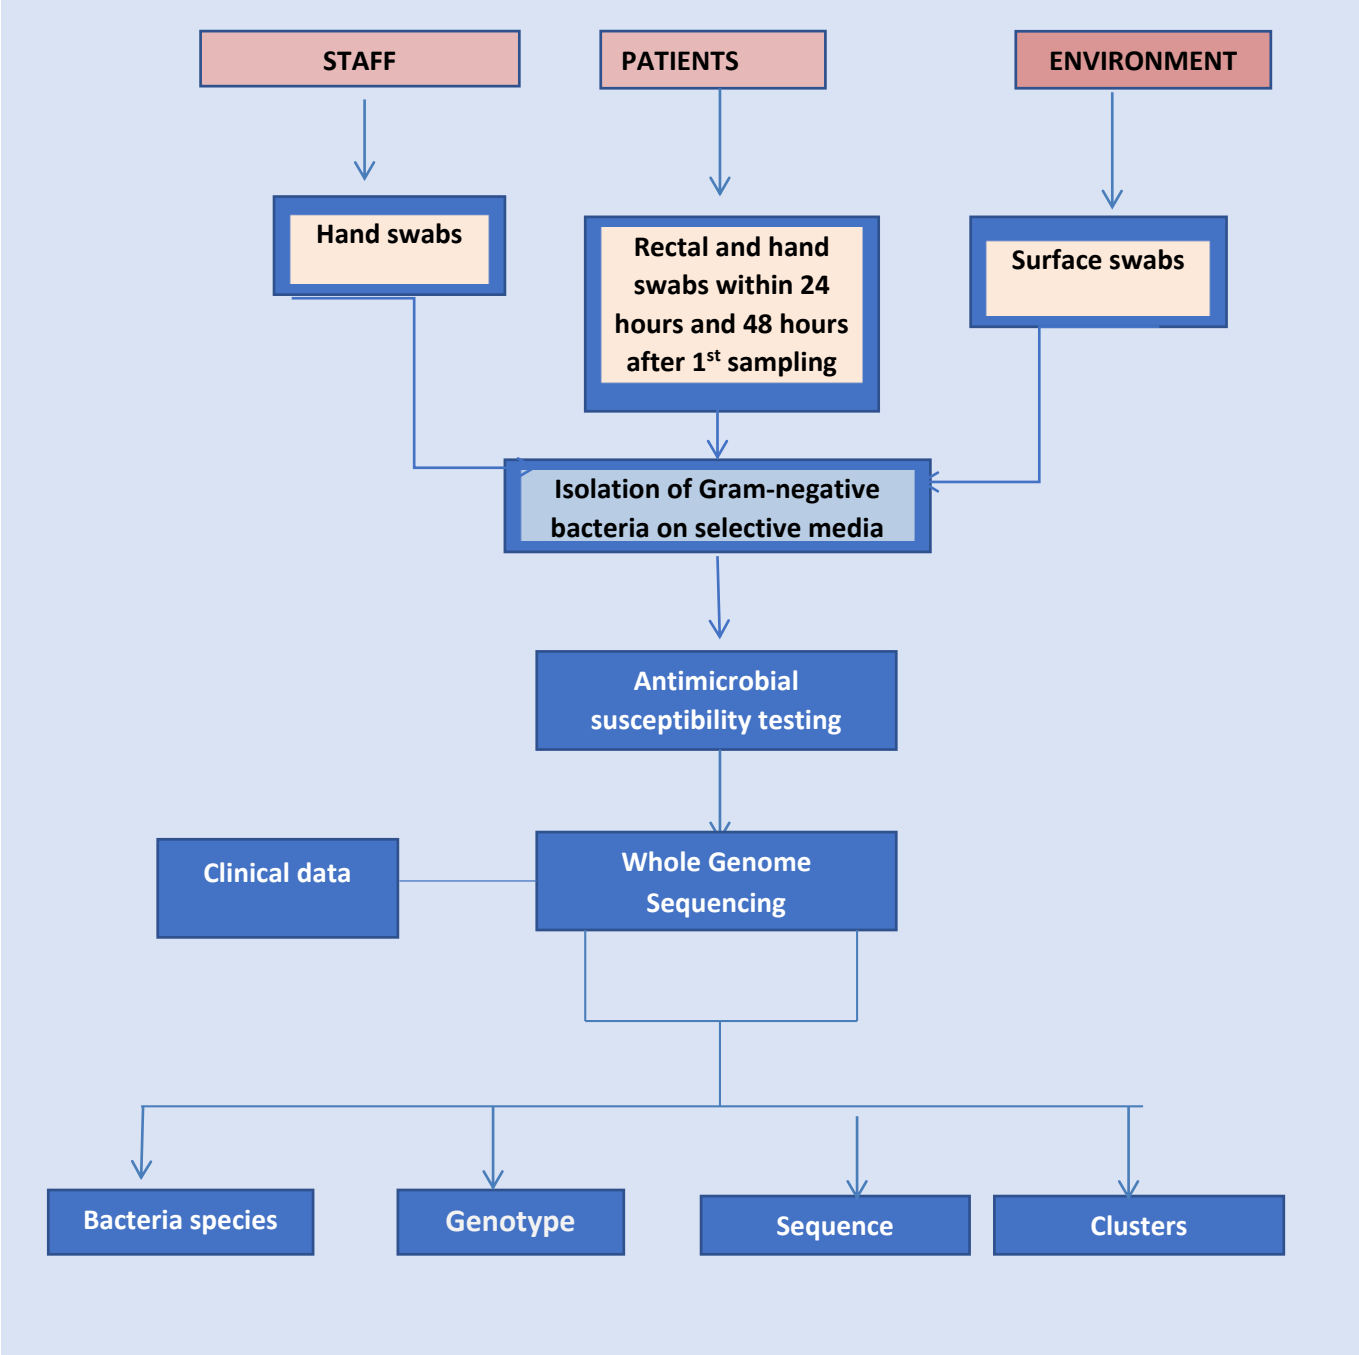 STAFF
PATIENTS
ENVIRONMENT
Hand swabs
Rectal and hand
swabs within 24
hours and 48 hours
after 1st sampling
Surface swabs
Isolation of Gram-negative
bacteria on selective media
Antimicrobial
susceptibility testing
Clinical data
Whole Genome
Sequencing
Bacteria species
Genotype
Sequence
Clusters